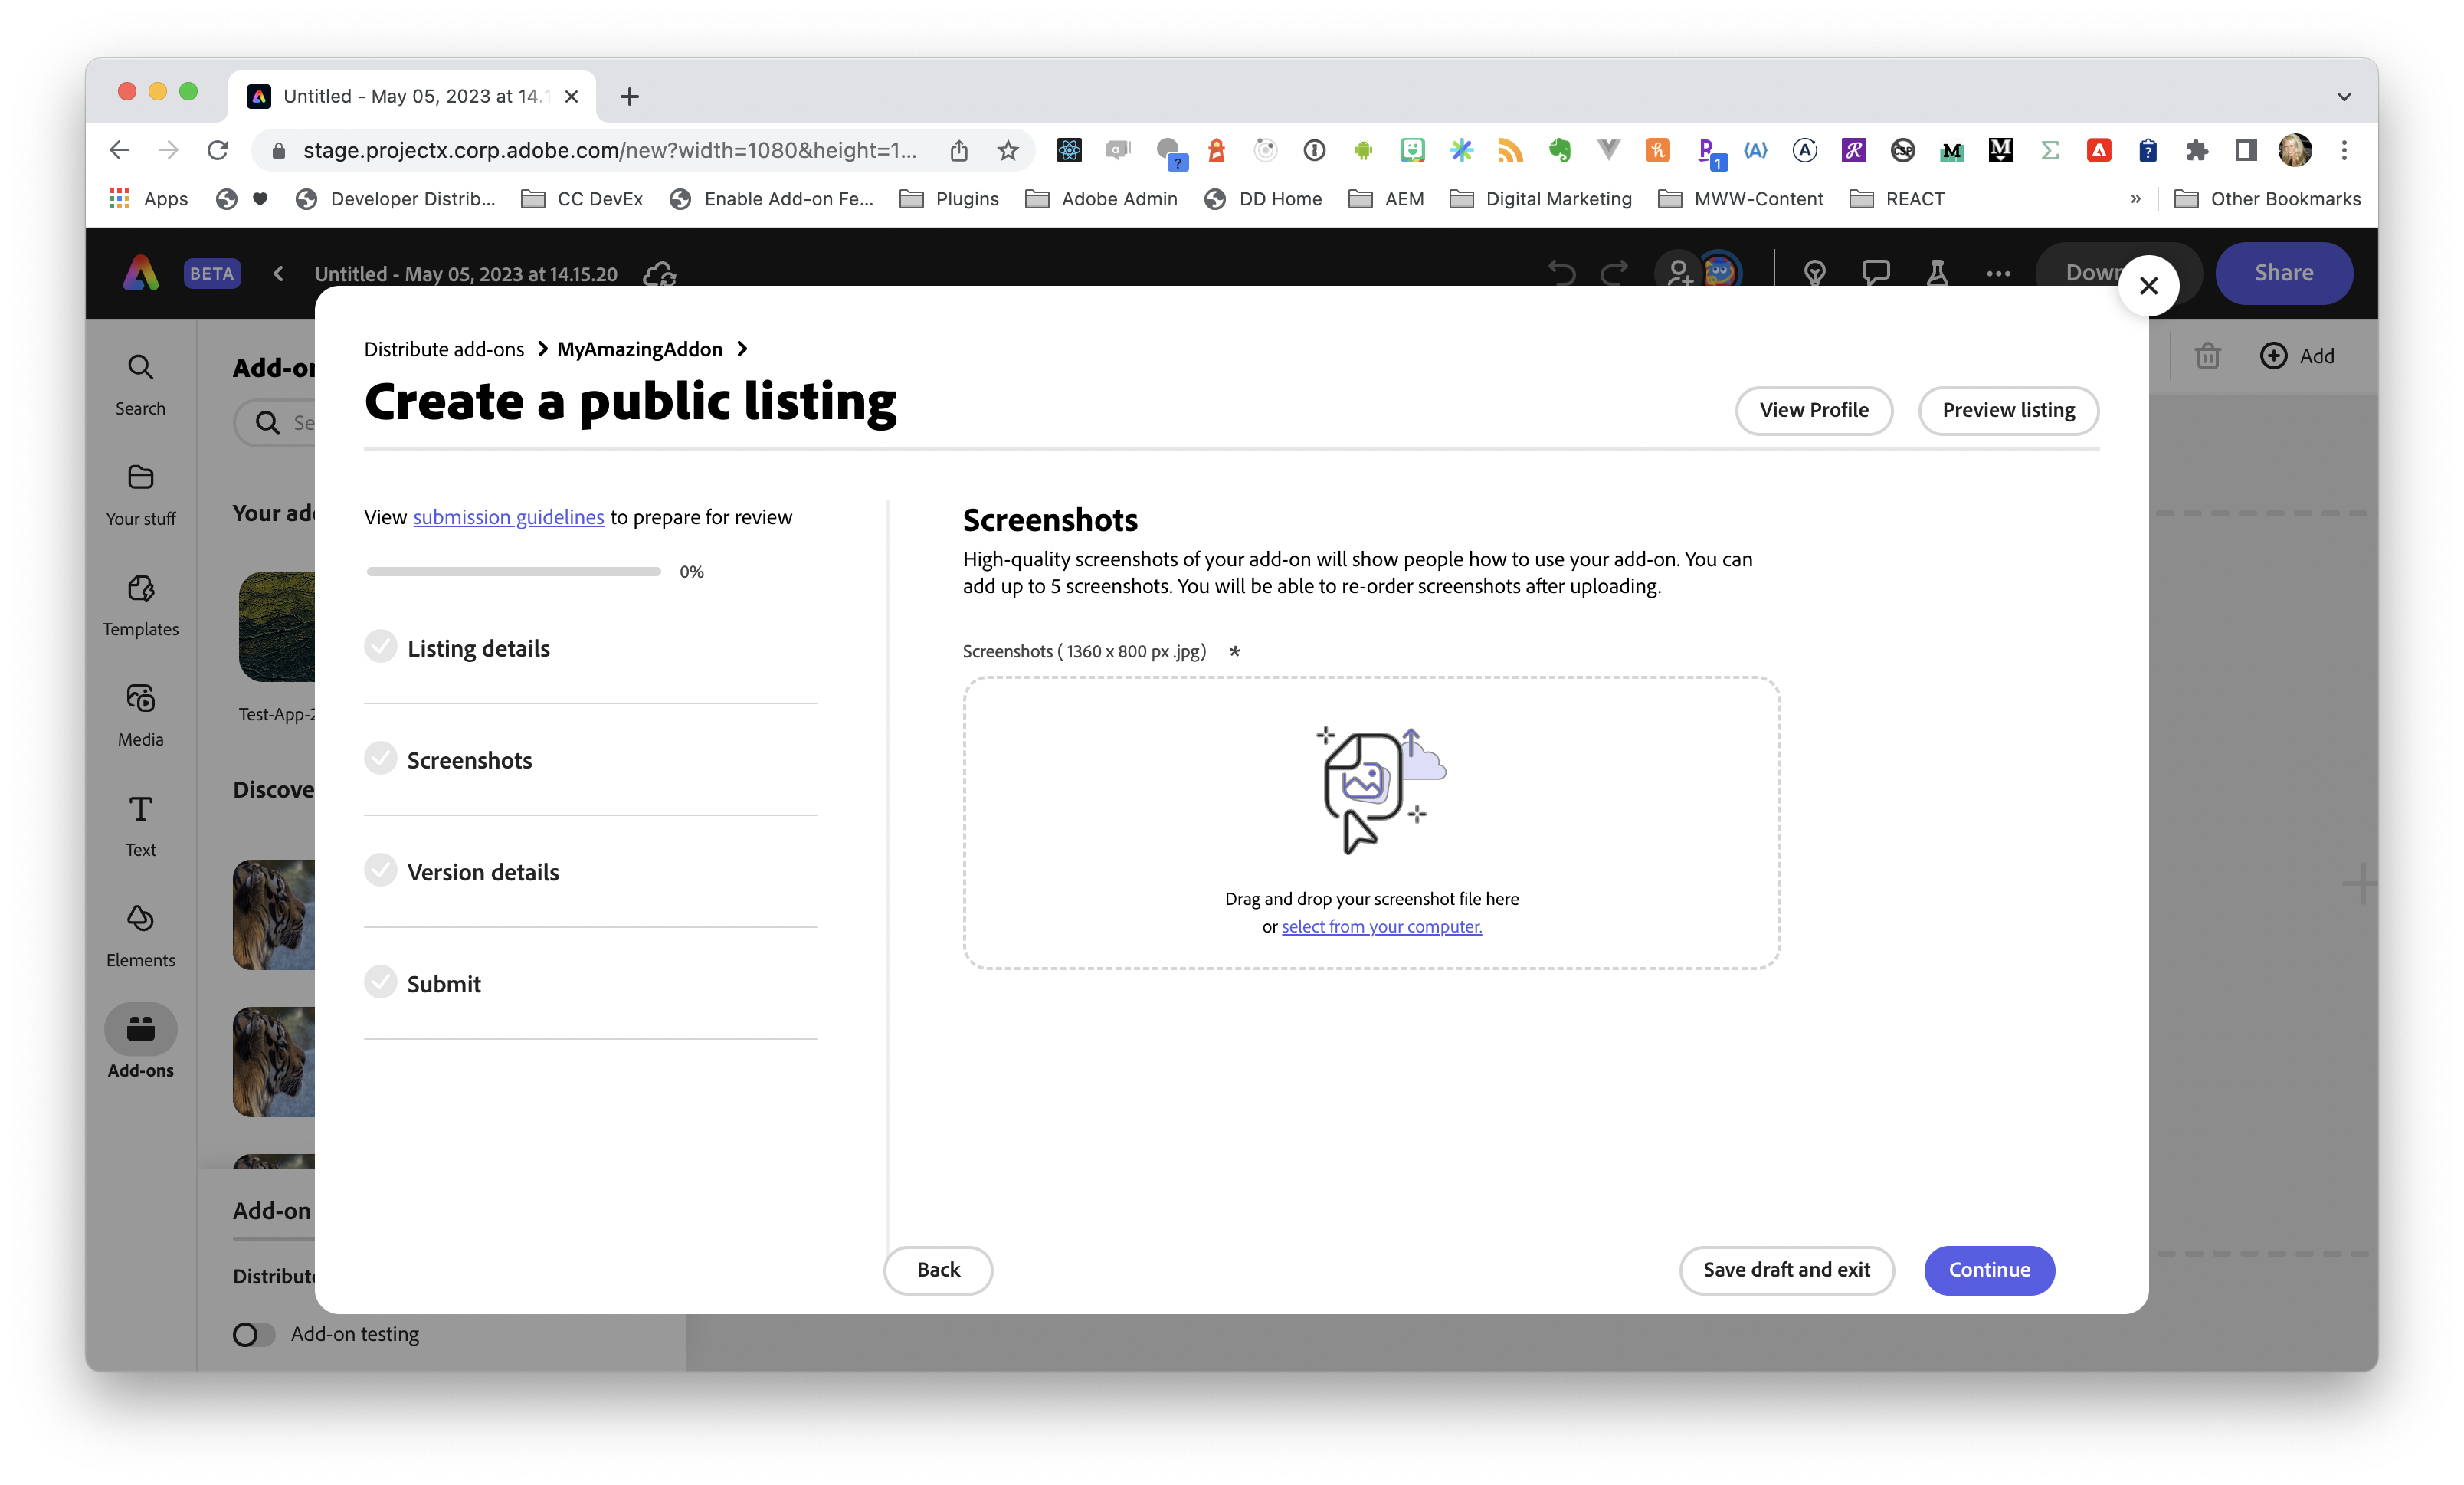 Untitled - May 05, 2023 at 14.1
stage.projectx.corp.adobe.com/new?width=1080&height=1...
Apps
Developer Distrib...
CC DevEx
Enable Add-on Fe...
Plugins
Adobe Admin
DD Home
AEM
Digital Marketing
MWW-Content
REACT
»
Other Bookmarks
BETA
Untitled - May 05, 2023 at 14.15.20
Down
Share
Search
Your stuff
Templates
Media
Text
Elements
Add-ons
Add-on
Se
Your add
Test-App-2
Discove
Add-on
Distribute
Add-on testing
Add
Distribute add-ons > MyAmazingAddon >
Create a public listing
View Profile
Preview listing
View submission guidelines to prepare for review
0%
Listing details
Screenshots
Version details
Submit
Screenshots
High-quality screenshots of your add-on will show people how to use your add-on. You can
add up to 5 screenshots. You will be able to re-order screenshots after uploading.
Screenshots ( 1360 x 800 px .jpg) *
Drag and drop your screenshot file here
or select from your computer.
Back
Save draft and exit
Continue